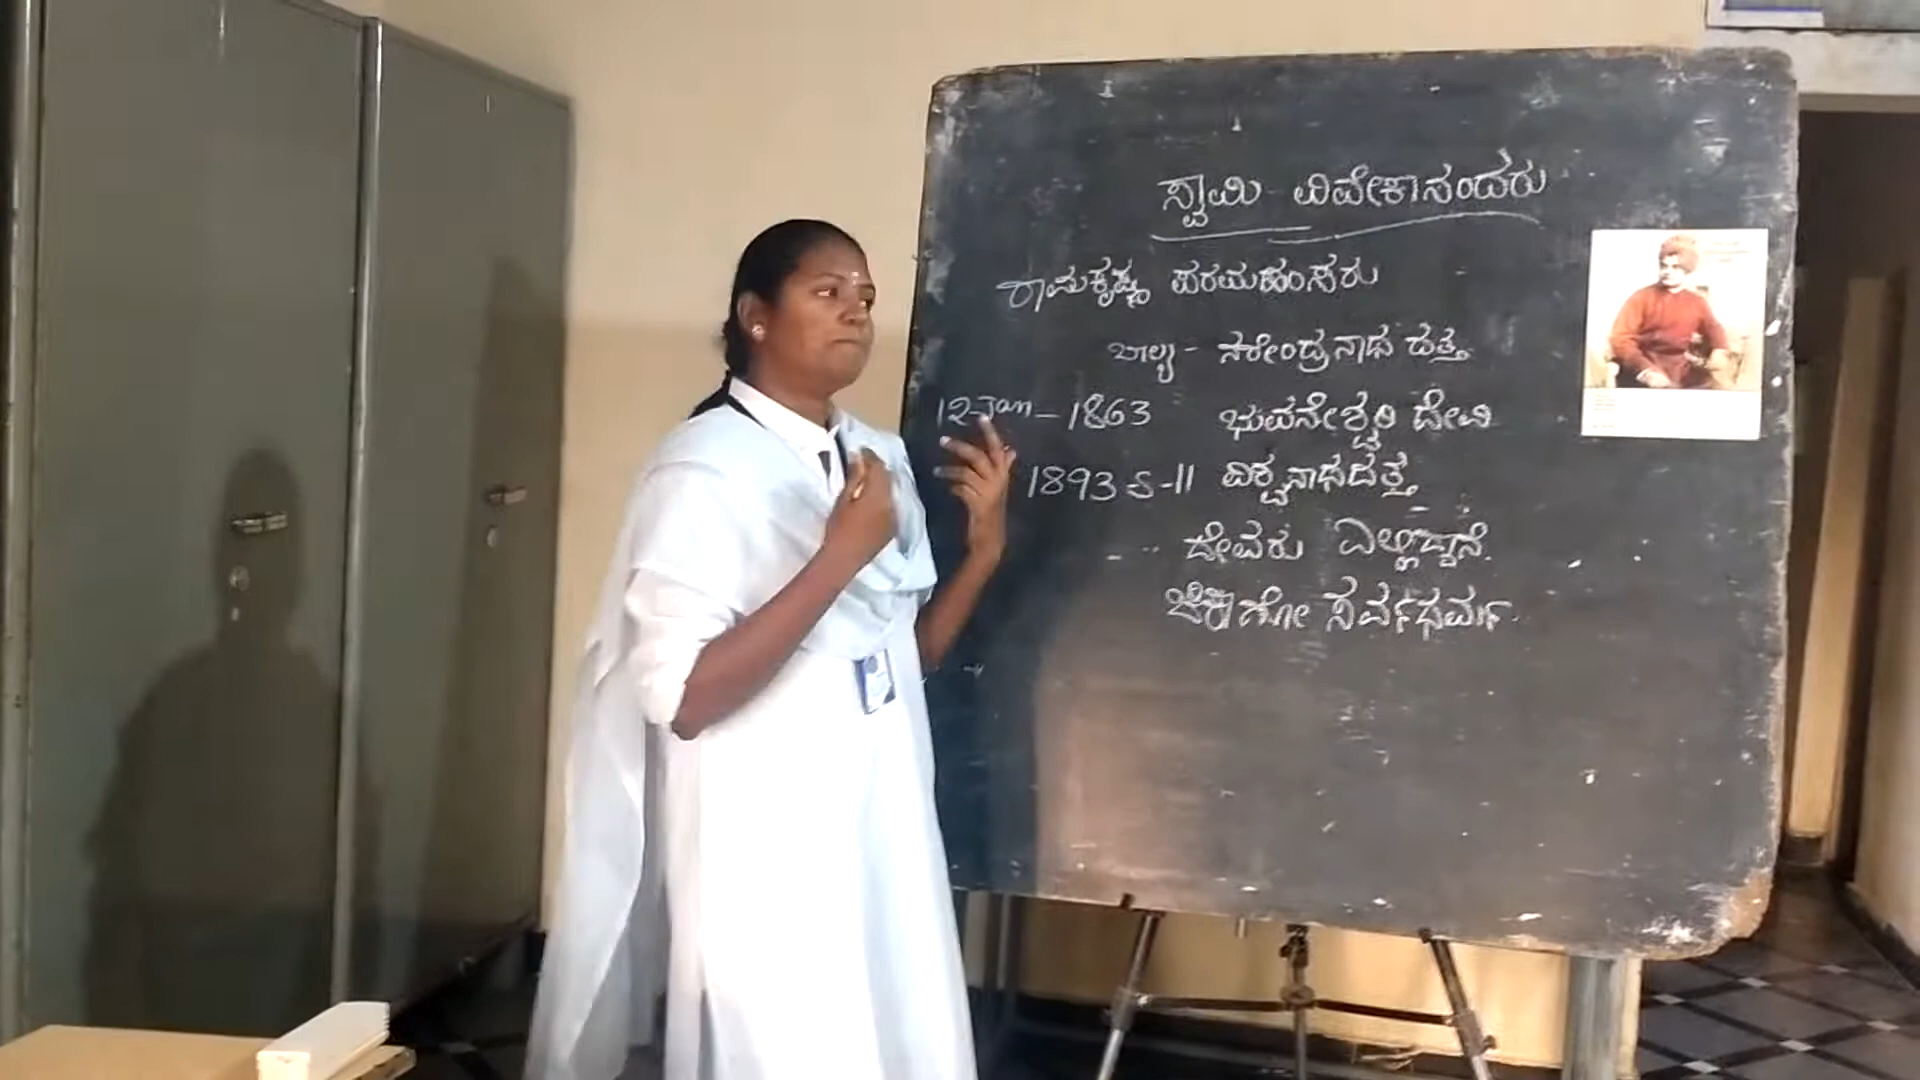 ಸ್ವಾಮಿ ವಿವೇಕಾನಂದರು
ರಾಮಕೃಷ್ಣ ಪರಮಹಂಸರು
ಬಾಲ್ಯ - ನರೇಂದ್ರನಾಥ ದತ್ತ
12-Jan-1863 ಭುವನೇಶ್ವರಿ ದೇವಿ
1893 S-11 ವಿಶ್ವನಾಥದತ್ತ
ದೇವರು ಎಲ್ಲಿದ್ದಾನೆ.
ಚಿಕಾಗೋ ಸರ್ವಧರ್ಮ